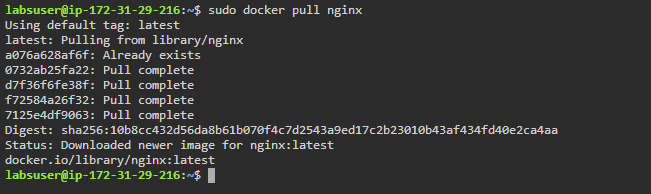 labsuser@ip-172-31-29-216:~$ sudo docker pull nginx
Using default tag: latest
latest: Pulling from library/nginx
a076a628af6f: Already exists
0732ab25fa22: Pull complete
d7f36f6fe38f: Pull complete
f72584a26f32: Pull complete
7125e4df9063: Pull complete
Digest: sha256:10b8cc432d56da8b61b070f4c7d2543a9ed17c2b23010b43af434fd40e2ca4aa
Status: Downloaded newer image for nginx:latest
docker.io/library/nginx:latest
labsuser@ip-172-31-29-216:~$